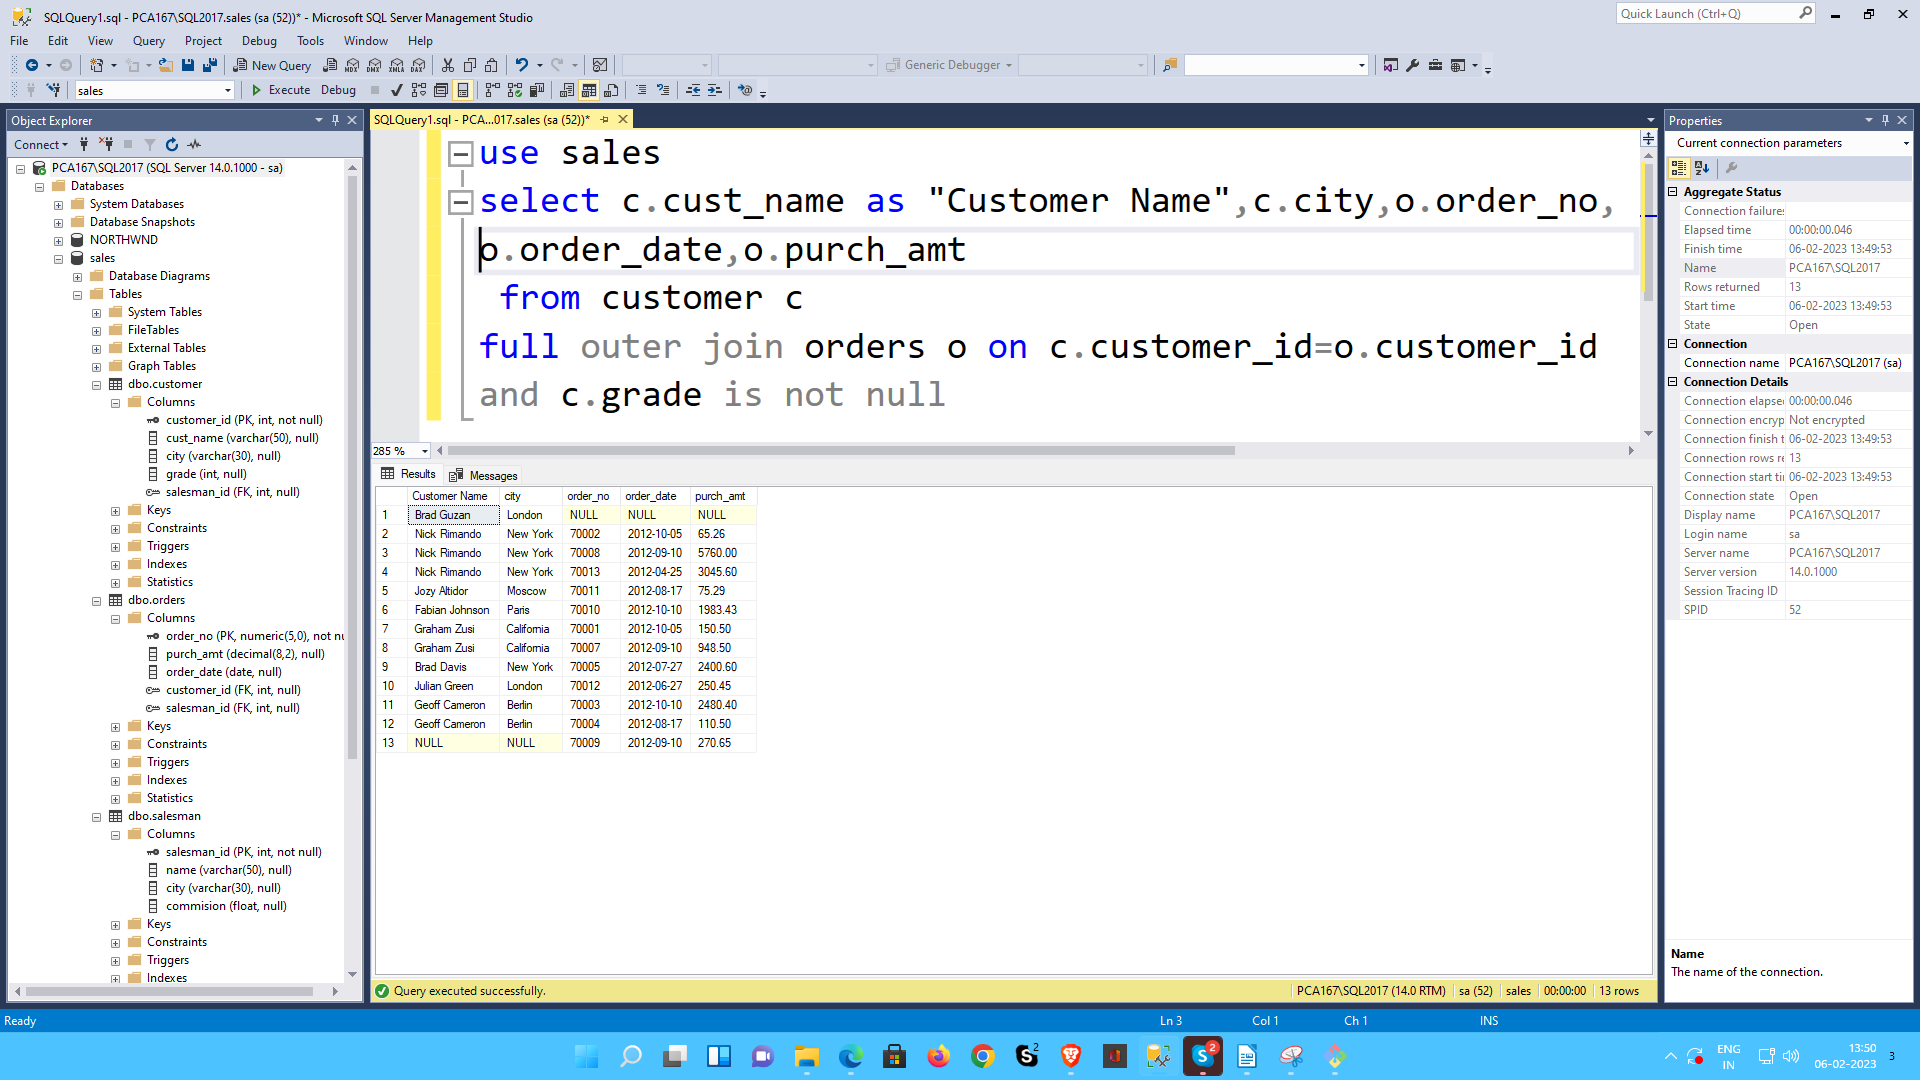 SQLQuery1.sql - PCA167\SQL2017.sales (sa (52))* - Microsoft SQL Server Management Studio
Quick Launch (Ctrl+Q)
File Edit View Query Project Debug Tools Window Help
New Query
MDX DMX XMLA DAX
Generic Debugger
sales
Execute Debug
Object Explorer
Connect
PCA167\SQL2017 (SQL Server 14.0.1000 - sa)
Databases
System Databases
Database Snapshots
NORTHWND
sales
Database Diagrams
Tables
System Tables
FileTables
External Tables
Graph Tables
dbo.customer
Columns
customer_id (PK, int, not null)
cust_name (varchar(50), null)
city (varchar(30), null)
grade (int, null)
salesman_id (FK, int, null)
Keys
Constraints
Triggers
Indexes
Statistics
dbo.orders
Columns
order_no (PK, numeric(5,0), not nu
purch_amt (decimal(8,2), null)
order_date (date, null)
customer_id (FK, int, null)
salesman_id (FK, int, null)
Keys
Constraints
Triggers
Indexes
Statistics
dbo.salesman
Columns
salesman_id (PK, int, not null)
name (varchar(50), null)
city (varchar(30), null)
commision (float, null)
Keys
Constraints
Triggers
Indexes
SQLQuery1.sql - PCA...017.sales (sa (52))*
use sales
select c.cust_name as "Customer Name",c.city,o.order_no,
o.order_date,o.purch_amt
from customer c
full outer join orders o on c.customer_id=o.customer_id
and c.grade is not null
285 %
Results Messages
Customer Name city order_no order_date purch_amt
1 Brad Guzan London NULL NULL NULL
2 Nick Rimando New York 70002 2012-10-05 65.26
3 Nick Rimando New York 70008 2012-09-10 5760.00
4 Nick Rimando New York 70013 2012-04-25 3045.60
5 Jozy Altidor Moscow 70011 2012-08-17 75.29
6 Fabian Johnson Paris 70010 2012-10-10 1983.43
7 Graham Zusi California 70001 2012-10-05 150.50
8 Graham Zusi California 70007 2012-09-10 948.50
9 Brad Davis New York 70005 2012-07-27 2400.60
10 Julian Green London 70012 2012-06-27 250.45
11 Geoff Cameron Berlin 70003 2012-10-10 2480.40
12 Geoff Cameron Berlin 70004 2012-08-17 110.50
13 NULL NULL 70009 2012-09-10 270.65
Query executed successfully.
PCA167\SQL2017 (14.0 RTM) sa (52) sales 00:00:00 13 rows
Properties
Current connection parameters
Aggregate Status
Connection failures
Elapsed time 00:00:00.046
Finish time 06-02-2023 13:49:53
Name PCA167\SQL2017
Rows returned 13
Start time 06-02-2023 13:49:53
State Open
Connection
Connection name PCA167\SQL2017 (sa)
Connection Details
Connection elapse 00:00:00.046
Connection encryp Not encrypted
Connection finish t 06-02-2023 13:49:53
Connection rows re 13
Connection start ti 06-02-2023 13:49:53
Connection state Open
Display name PCA167\SQL2017
Login name sa
Server name PCA167\SQL2017
Server version 14.0.1000
Session Tracing ID
SPID 52
Name
The name of the connection.
Ready Ln 3 Col 1 Ch 1 INS
2
2
ENG
IN
13:50
06-02-2023
3